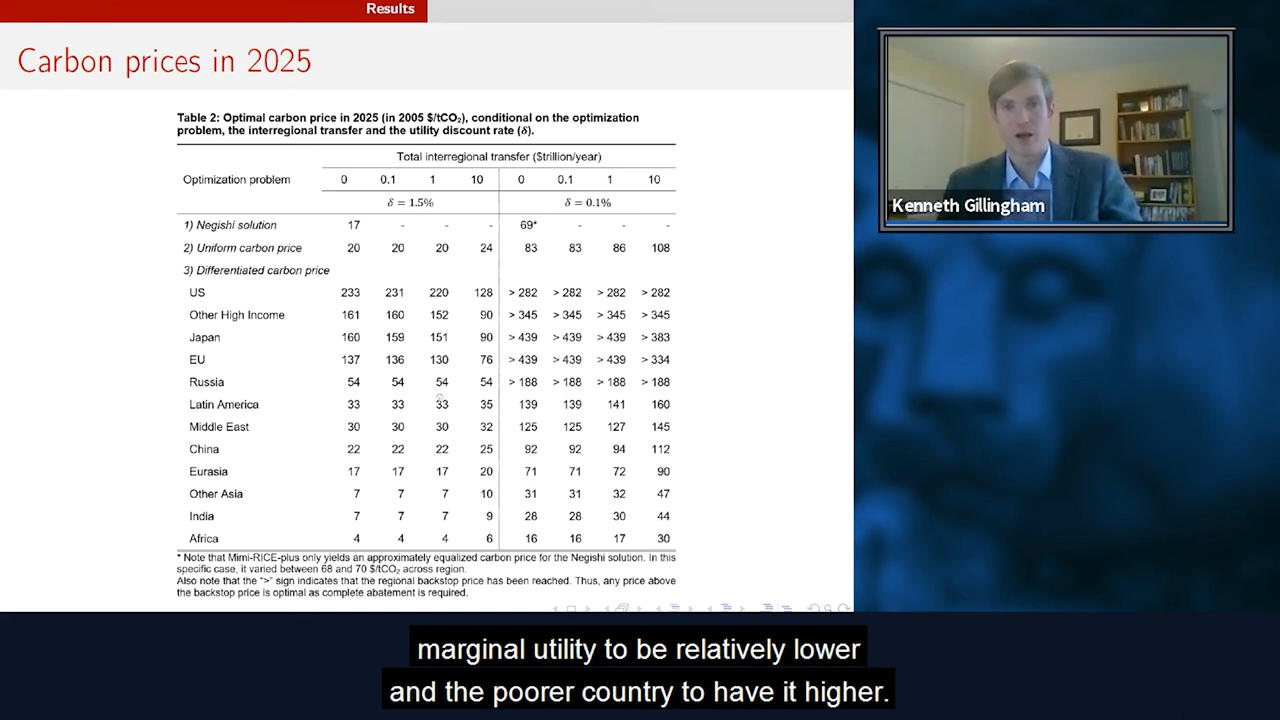 Results
Carbon prices in 2025
Table 2: Optimal carbon price in 2025 (in 2005 $/tCO₂), conditional on the optimization
problem, the interregional transfer and the utility discount rate (δ).
Total interregional transfer ($trillion/year)
Optimization problem 0 0.1 1 10 0 0.1 1 10
δ = 1.5% δ = 0.1%
1) Negishi solution 17 - - - 69* - - -
2) Uniform carbon price 20 20 20 24 83 83 86 108
3) Differentiated carbon price
US 233 231 220 128 > 282 > 282 > 282 > 282
Other High Income 161 160 152 90 > 345 > 345 > 345 > 345
Japan 160 159 151 90 > 439 > 439 > 439 > 383
EU 137 136 130 76 > 439 > 439 > 439 > 334
Russia 54 54 54 54 > 188 > 188 > 188 > 188
Latin America 33 33 33 35 139 139 141 160
Middle East 30 30 30 32 125 125 127 145
China 22 22 22 25 92 92 94 112
Eurasia 17 17 17 20 71 71 72 90
Other Asia 7 7 7 10 31 31 32 47
India 7 7 7 9 28 28 30 44
Africa 4 4 4 6 16 16 17 30
* Note that Mimi-RICE-plus only yields an approximately equalized carbon price for the Negishi solution. In this
specific case, it varied between 68 and 70 $/tCO₂ across region.
Also note that the ">" sign indicates that the regional backstop price has been reached. Thus, any price above
the backstop price is optimal as complete abatement is required.
Kenneth Gillingham
marginal utility to be relatively lower
and the poorer country to have it higher.